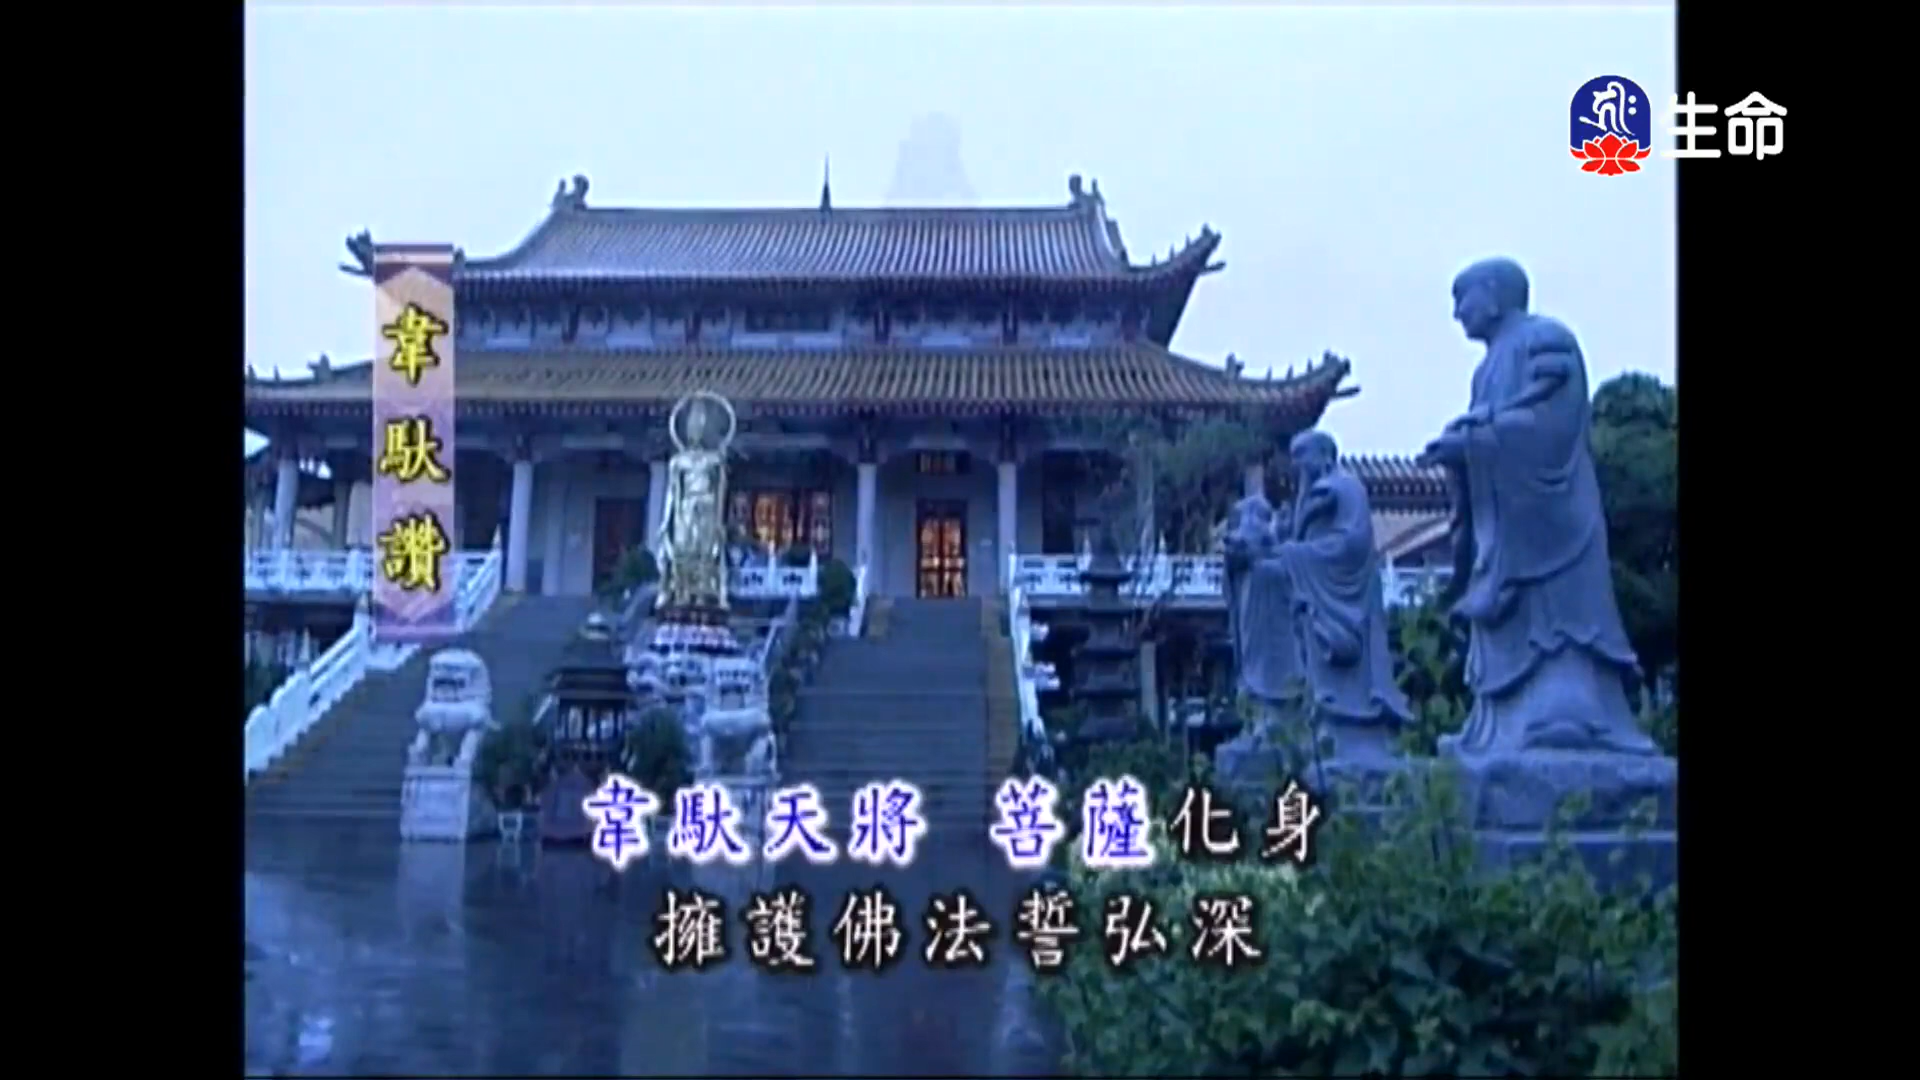 生命
韋馱讚
韋馱天將 菩薩化身
擁護佛法誓弘深